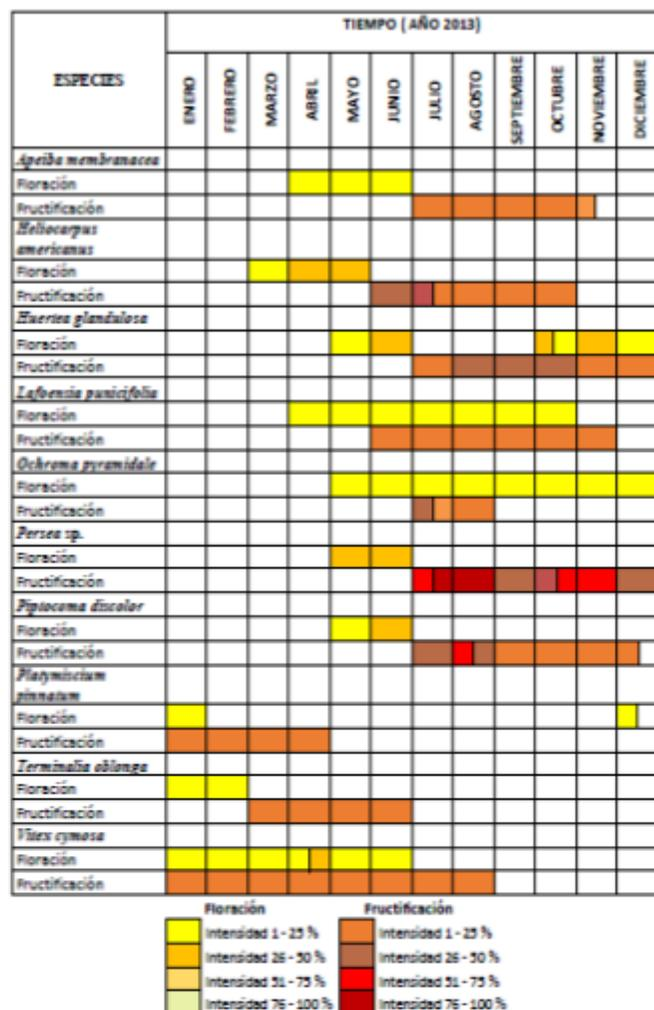 TIEMPO ( AÑO 2013)
ESPECIES
ENERO
FEBRERO
MARZO
ABRIL
MAYO
JUNIO
JULIO
AGOSTO
SEPTIEMBRE
OCTUBRE
NOVIEMBRE
DICIEMBRE
Apeiba membranacea
Floración
Fructificación
Heliocarpus
americanus
Floración
Fructificación
Huertea glandulosa
Floración
Fructificación
Lafoensia punicifolia
Floración
Fructificación
Ochroma pyramidale
Floración
Fructificación
Persea sp.
Floración
Fructificación
Piptocoma discolor
Floración
Fructificación
Platymiscium
pinnatum
Floración
Fructificación
Terminalia oblonga
Floración
Fructificación
Vitex cymosa
Floración
Fructificación
Floración
Intensidad 1 - 25 %
Intensidad 26 - 50 %
Intensidad 51 - 75 %
Intensidad 76 - 100 %
Fructificación
Intensidad 1 - 25 %
Intensidad 26 - 50 %
Intensidad 51 - 75 %
Intensidad 76 - 100 %